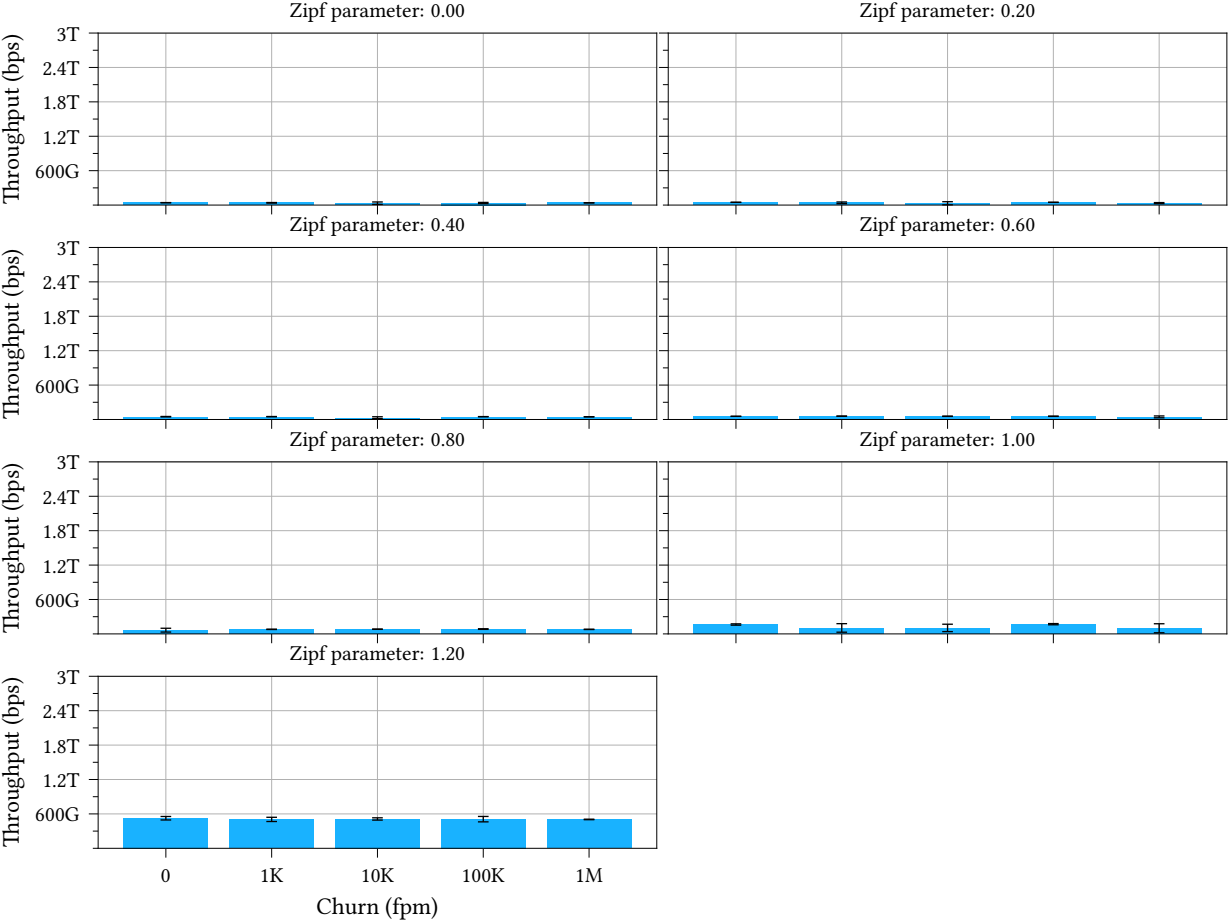 Zipf parameter: 0.00
Zipf parameter: 0.20
Throughput (bps)
3T
2.4T
1.8T
1.2T
600G
Zipf parameter: 0.40
Zipf parameter: 0.60
Throughput (bps)
3T
2.4T
1.8T
1.2T
600G
Zipf parameter: 0.80
Zipf parameter: 1.00
Throughput (bps)
3T
2.4T
1.8T
1.2T
600G
Zipf parameter: 1.20
Throughput (bps)
3T
2.4T
1.8T
1.2T
600G
0 1K 10K 100K 1M
Churn (fpm)